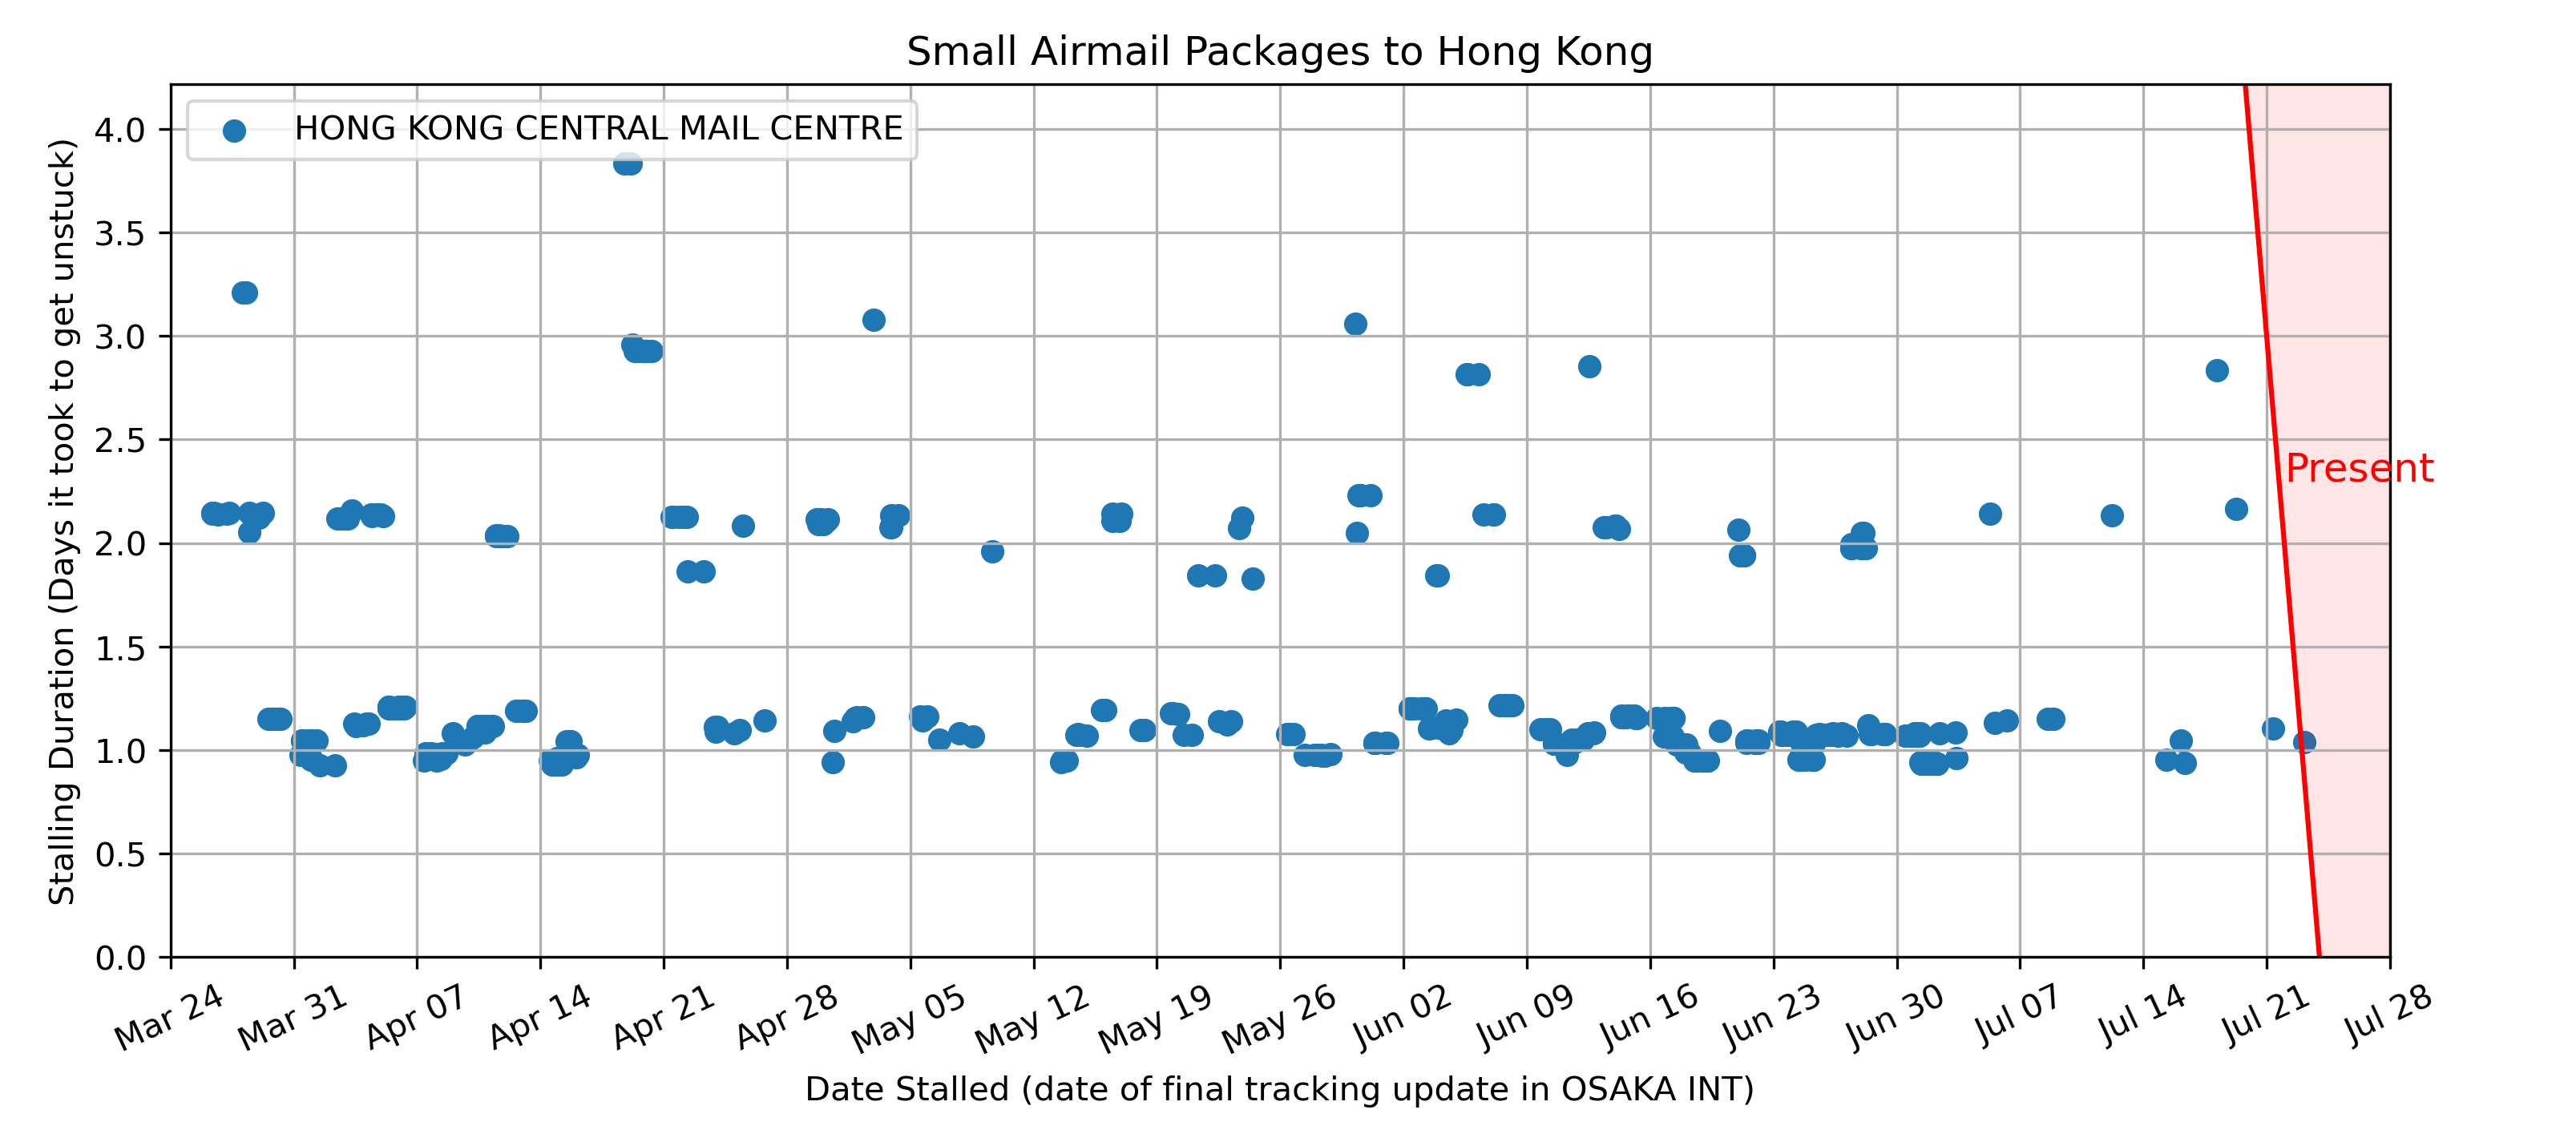 Small Airmail Packages to Hong Kong
HONG KONG CENTRAL MAIL CENTRE
Stalling Duration (Days it took to get unstuck)
4.0
3.5
3.0
2.5
2.0
1.5
1.0
0.5
0.0
Present
Mar 24
Mar 31
Apr 07
Apr 14
Apr 21
Apr 28
May 05
May 12
May 19
May 26
Jun 02
Jun 09
Jun 16
Jun 23
Jun 30
Jul 07
Jul 14
Jul 21
Jul 28
Date Stalled (date of final tracking update in OSAKA INT)